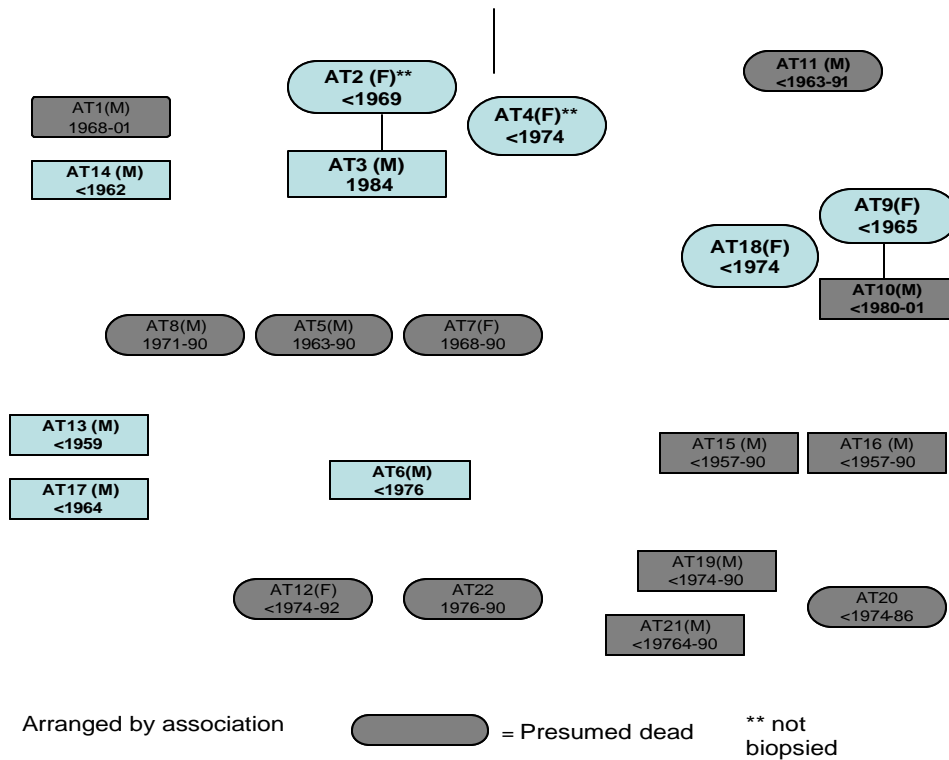 AT2 (F)**
<1969
AT11 (M)
<1963-91
AT1(M)
1968-01
AT4(F)**
<1974
AT14 (M)
<1962
AT3 (M)
1984
AT9(F)
<1965
AT18(F)
<1974
AT10(M)
<1980-01
AT8(M)
1971-90
AT5(M)
1963-90
AT7(F)
1968-90
AT13 (M)
<1959
AT15 (M)
<1957-90
AT16 (M)
<1957-90
AT6(M)
<1976
AT17 (M)
<1964
AT19(M)
<1974-90
AT12(F)
<1974-92
AT22
1976-90
AT20
<1974-86
AT21(M)
<19764-90
Arranged by association
= Presumed dead
** not
biopsied